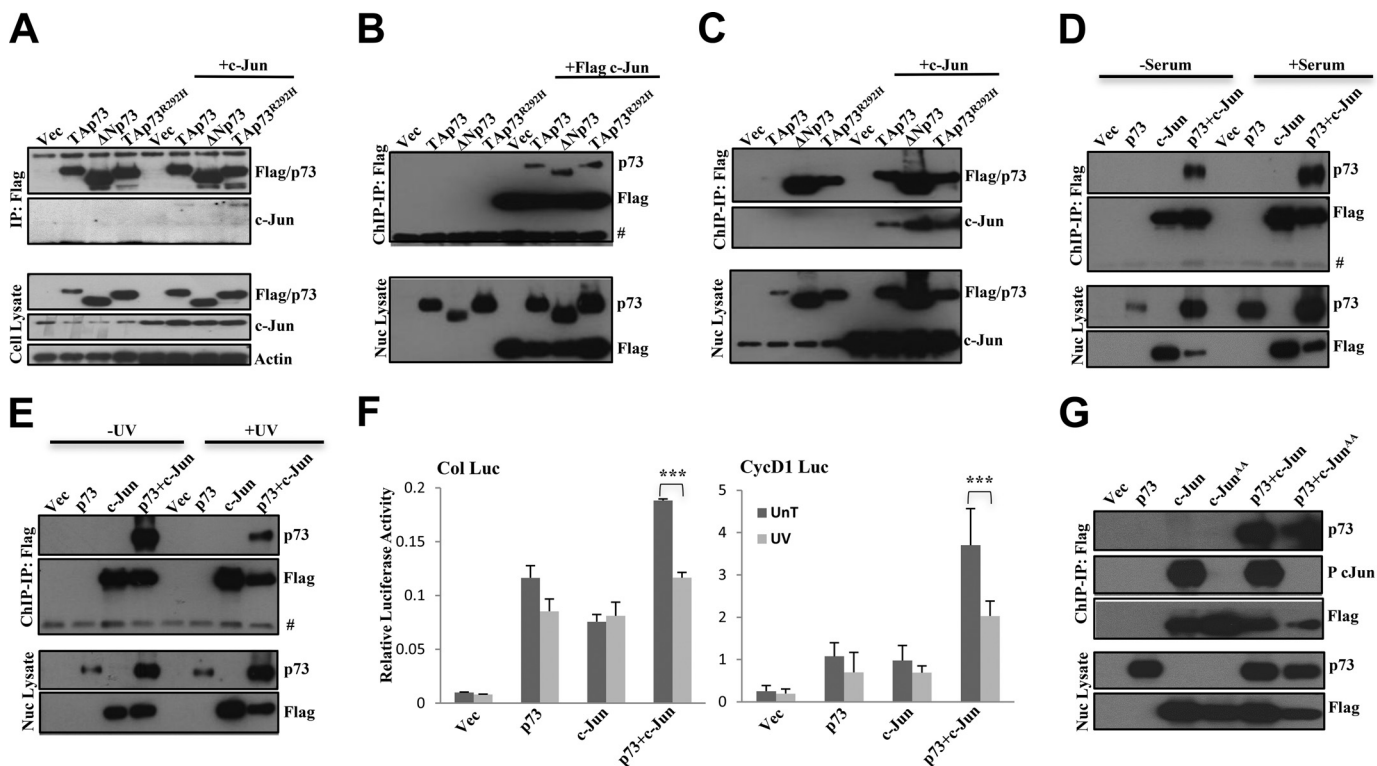 A
+c-Jun
Vec
TAp73
ΔNp73
TAp73R292H
Vec
TAp73
ΔNp73
TAp73R292H
IP: Flag
Flag/p73
c-Jun
Cell Lysate
Flag/p73
c-Jun
Actin
B
+Flag c-Jun
Vec
TAp73
ΔNp73
TAp73R292H
Vec
TAp73
ΔNp73
TAp73R292H
ChIP-IP: Flag
p73
Flag
#
Nuc Lysate
p73
Flag
C
+c-Jun
Vec
TAp73
ΔNp73
TAp73R292H
Vec
TAp73
ΔNp73
TAp73R292H
ChIP-IP: Flag
Flag/p73
c-Jun
Nuc Lysate
Flag/p73
c-Jun
D
-Serum
+Serum
Vec
p73
c-Jun
p73+c-Jun
Vec
p73
c-Jun
p73+c-Jun
ChIP-IP: Flag
p73
Flag
#
Nuc Lysate
p73
Flag
E
-UV
+UV
Vec
p73
c-Jun
p73+c-Jun
Vec
p73
c-Jun
p73+c-Jun
ChIP-IP: Flag
p73
Flag
#
Nuc Lysate
p73
Flag
F
Col Luc
Relative Luciferase Activity
0.2
0.15
0.1
0.05
0
***
Vec
p73
c-Jun
p73+c-Jun
CycD1 Luc
5
4
3
2
1
0
UnT
UV
***
Vec
p73
c-Jun
p73+c-Jun
G
Vec
p73
c-Jun
c-JunAA
p73+c-Jun
p73+c-JunAA
ChIP-IP: Flag
p73
P cJun
Flag
Nuc Lysate
p73
Flag